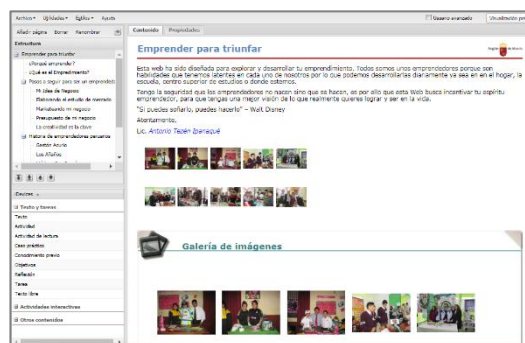 Archivo Utilidades Estilos Ayuda
Usuario avanzado
Visualización pre
Añadir página Borrar Renombrar
Contenido Propiedades
Estructura
Emprender para triunfar
¿Porqué emprender?
¿Qué es el Emprendimiento?
Pasos a seguir para ser un emprendedor
Mi Idea de Negocio
Elaborando el estudio de mercado
Marketeando mi negocio
Presupuesto de mi negocio
La creatividad es la clave
Historia de emprendedores peruanos
Gastón Acurio
Los Añaños
iDevices
Texto y tareas
Texto
Actividad
Actividad de lectura
Caso práctico
Conocimiento previo
Objetivos
Reflexión
Tarea
Texto libre
Actividades interactivas
Otros contenidos
Emprender para triunfar
Esta web ha sido diseñada para explorar y desarrollar tu emprendimiento. Todos somos unos emprendedores porque son
habilidades que tenemos latentes en cada uno de nosotros por lo que podemos desarrollarlas diariamente ya sea en en el hogar, la
escuela, centro superior de estudios o donde estemos.
Tengo la seguridad que los emprendedores no nacen sino que se hacen, es por ello que esta Web busca incentivar tu espíritu
emprendedor, para que tengas una mejor visión de lo que realmente quieres lograr y ser en la vida.
"Si puedes soñarlo, puedes hacerlo" – Walt Disney
Atentamente,
Lic. Antonio Tezén Ipanaqué
Galería de imágenes